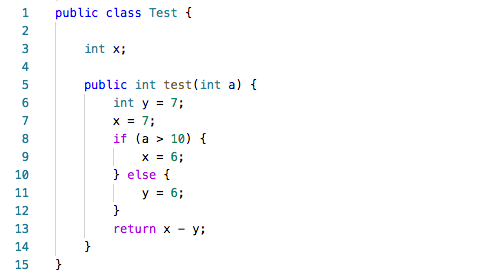 1 public class Test {
2
3     int x;
4
5     public int test(int a) {
6         int y = 7;
7         x = 7;
8         if (a > 10) {
9             x = 6;
10         } else {
11             y = 6;
12         }
13         return x - y;
14     }
15 }